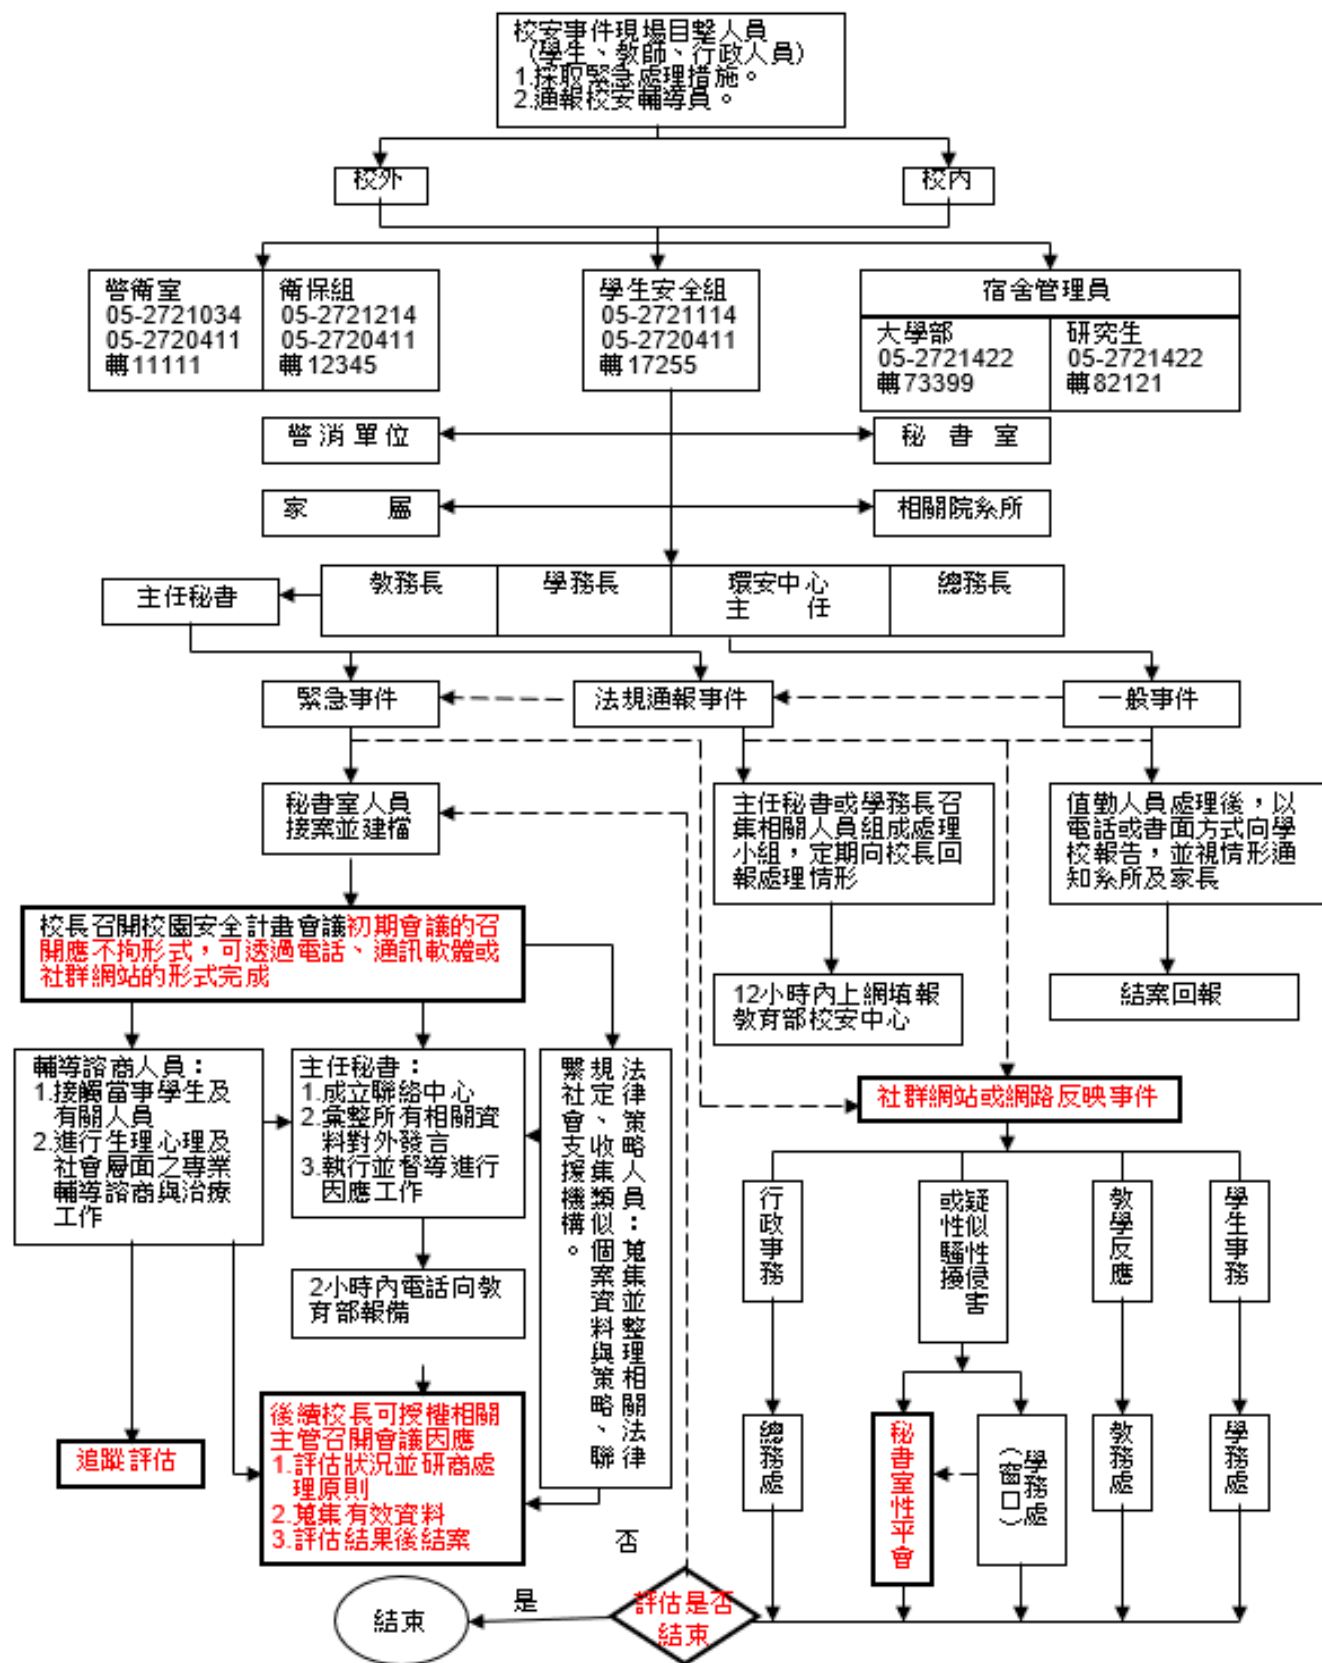 校安事件現場目擊人員
(學生、教師、行政人員)
1.採取緊急處理措施。
2.通報校安輔導員。
校外
校內
警衛室
05-2721034
05-2720411
轉11111
衛保組
05-2721214
05-2720411
轉12345
學生安全組
05-2721114
05-2720411
轉17255
宿舍管理員
大學部
05-2721422
轉73399
研究生
05-2721422
轉82121
警消單位
秘書室
家屬
相關院系所
主任秘書
教務長
學務長
環安中心
主任
總務長
緊急事件
法規通報事件
一般事件
秘書室人員
接案並建檔
主任秘書或學務長召
集相關人員組成處理
小組，定期向校長回
報處理情形
值勤人員處理後，以
電話或書面方式向學
校報告，並視情形通
知系所及家長
校長召開校園安全計畫會議初期會議的召
開應不拘形式，可透過電話、通訊軟體或
社群網站的形式完成
12小時內上網填報
教育部校安中心
結案回報
輔導諮商人員：
1.接觸當事學生及
有關人員
2.進行生理心理及
社會層面之專業
輔導諮商與治療
工作
主任秘書：
1.成立聯絡中心
2.彙整所有相關資
料對外發言
3.執行並督導進行
因應工作
法律策略人員：蒐集並整理相關法律
規定、收集類似個案資料與策略、聯
繫社會支援機構。
社群網站或網路反映事件
行政事務
疑似性侵害
或性騷擾
教學反應
學生事務
2小時內電話向教
育部報備
後續校長可授權相關
主管召開會議因應
1.評估狀況並研商處
理原則
2.蒐集有效資料
3.評估結果後結案
追蹤評估
總務處
秘書室性平會
學務處
(窗口)
教務處
學務處
否
是
結束
評估是否
結束